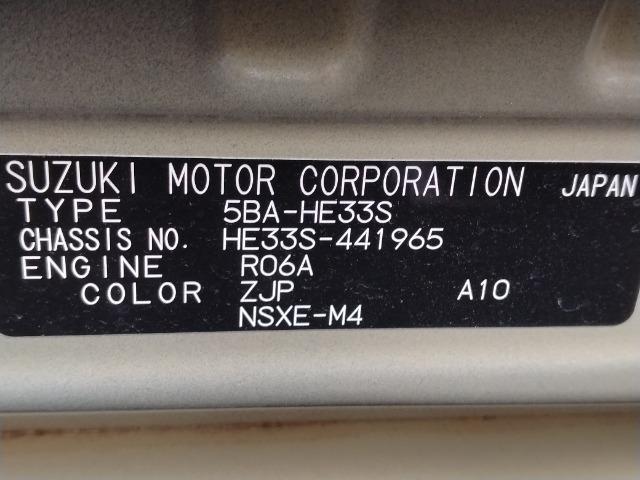 SUZUKI MOTOR CORPORATION JAPAN
TYPE 5BA-HE33S
CHASSIS NO. HE33S-441965
ENGINE R06A
COLOR ZJP A10
NSXE-M4